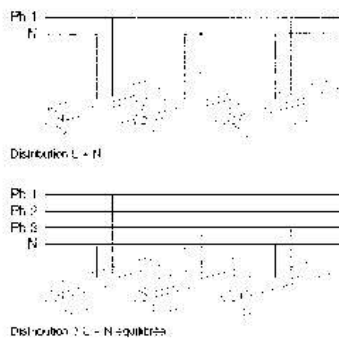 Ph 1
N
Distribution L + N
Ph 1
Ph 2
Ph 3
N
Distribution 3 L + N équilibrée